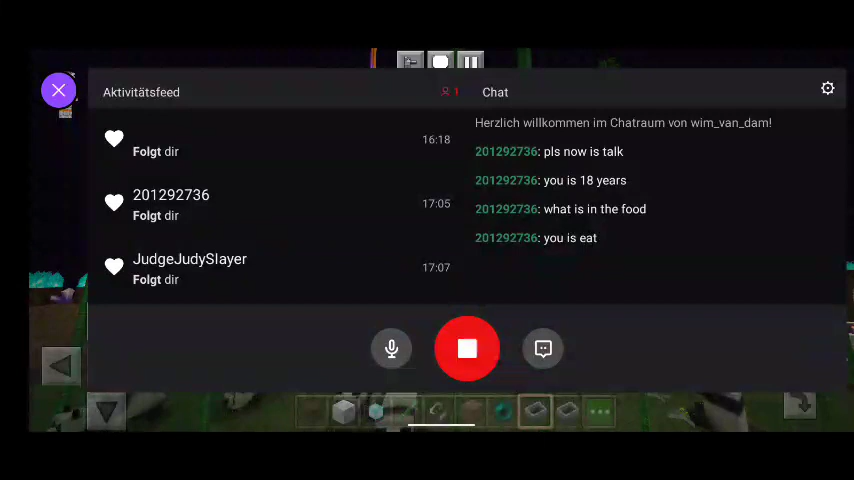 Aktivitätsfeed
1
Chat
Herzlich willkommen im Chatraum von wim_van_dam!
Folgt dir
16:18
201292736: pls now is talk
201292736: you is 18 years
201292736
Folgt dir
17:05
201292736: what is in the food
201292736: you is eat
JudgeJudySlayer
Folgt dir
17:07